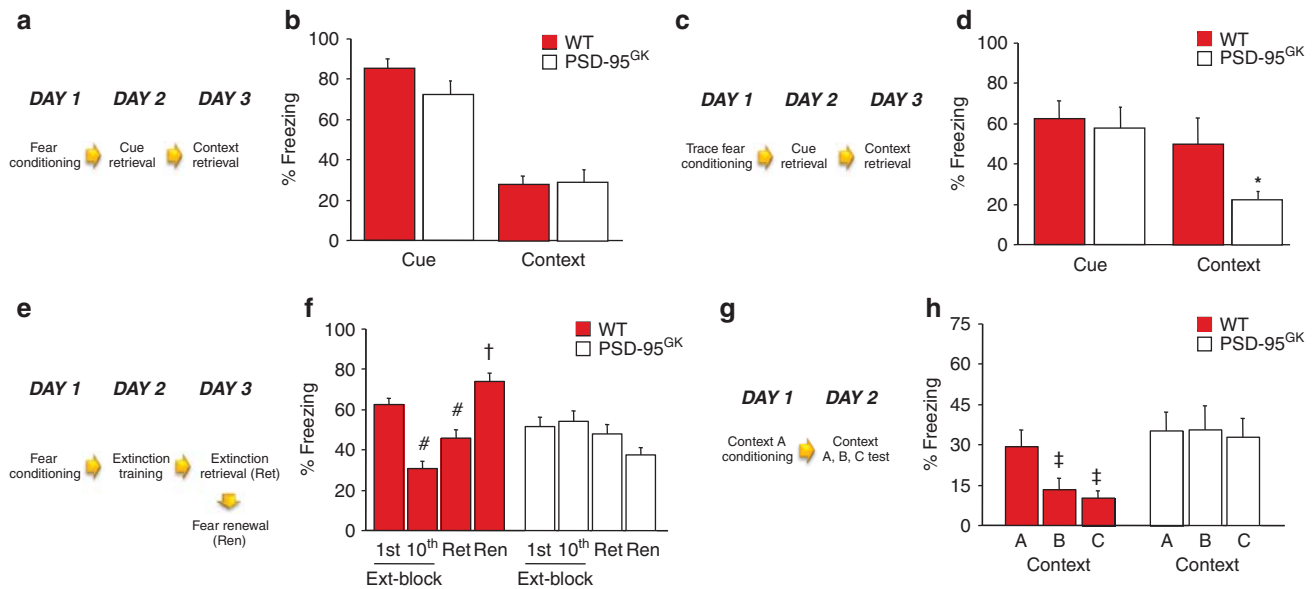 a
DAY 1 DAY 2 DAY 3
Fear conditioning Cue retrieval Context retrieval
b
% Freezing
100
80
60
40
20
0
WT
PSD-95GK
Cue Context
c
DAY 1 DAY 2 DAY 3
Trace fear conditioning Cue retrieval Context retrieval
d
% Freezing
100
80
60
40
20
0
WT
PSD-95GK
*
Cue Context
e
DAY 1 DAY 2 DAY 3
Fear conditioning Extinction training Extinction retrieval (Ret)
Fear renewal
(Ren)
f
% Freezing
100
80
60
40
60
0
WT
PSD-95GK
# # †
1st 10th Ret Ren 1st 10th Ret Ren
Ext-block Ext-block
g
DAY 1 DAY 2
Context A conditioning Context A, B, C test
h
% Freezing
75
60
45
30
15
0
WT
PSD-95GK
‡ ‡
A B C A B C
Context Context